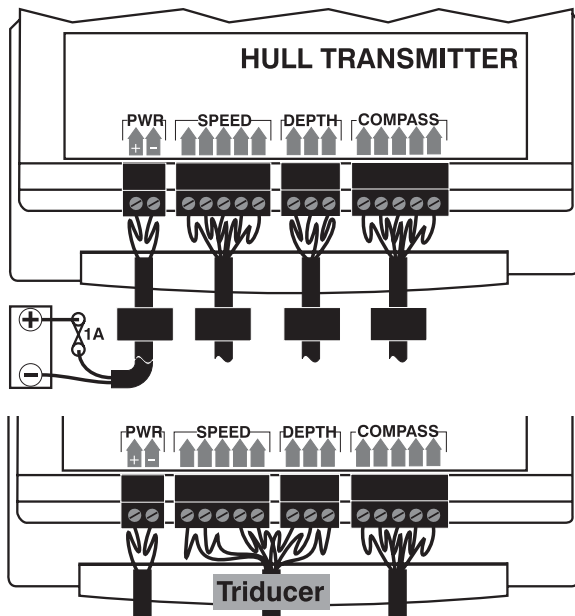 HULL TRANSMITTER
PWR SPEED DEPTH COMPASS
+ -
+
1A
-
PWR SPEED DEPTH COMPASS
+ -
Triducer